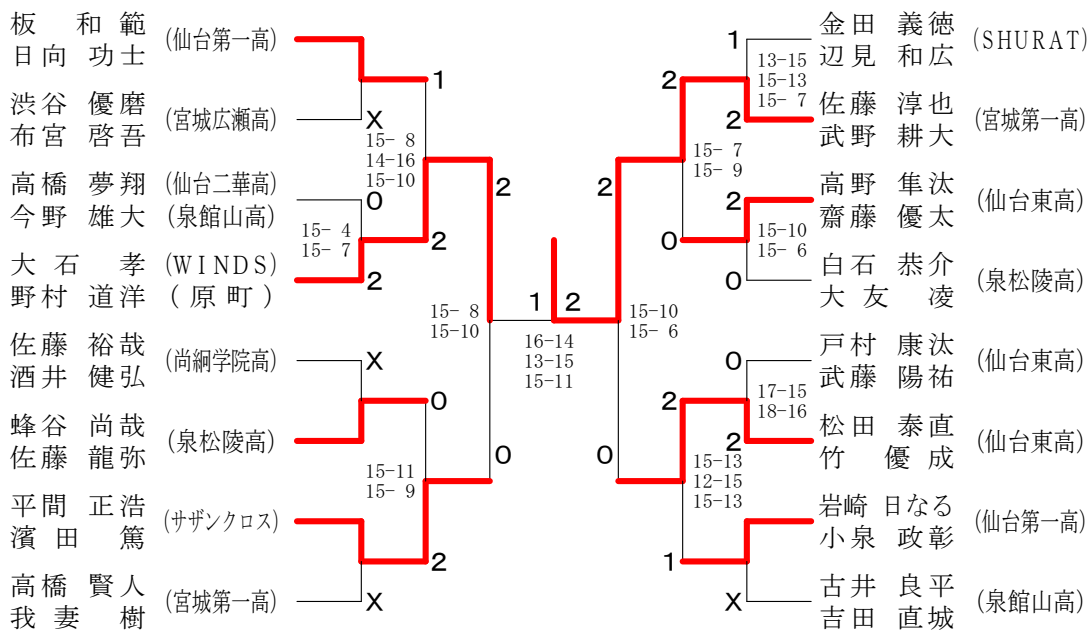 板 和範
日向 功士
(仙台第一高)
1
渋谷 優磨
布宮 啓吾
(宮城広瀬高)
X
15- 8
14-16
15-10
高橋 夢翔 (仙台二華高)
今野 雄大 (泉館山高)
0
15- 4
15- 7
2
大石 孝 (WINDS)
野村 道洋 (原町)
2
2
15- 8
15-10
佐藤 裕哉
酒井 健弘
(尚絅学院高)
X
蜂谷 尚哉
佐藤 龍弥
(泉松陵高)
0
15-11
15- 9
0
平間 正浩
濱田 篤
(サザンクロス)
2
高橋 賢人
我妻 樹
(宮城第一高)
X
1 2
16-14
13-15
15-11
金田 義徳
辺見 和広
(SHURAT)
1
13-15
15-13
15- 7
2
佐藤 淳也
武野 耕大
(宮城第一高)
2
15- 7
15- 9
2
高野 隼汰
齋藤 優太
(仙台東高)
2
15-10
15- 6
0
白石 恭介
大友 凌
(泉松陵高)
0
15-10
15- 6
戸村 康汰
武藤 陽祐
(仙台東高)
0
17-15
18-16
2
松田 泰直
竹 優成
(仙台東高)
2
15-13
12-15
15-13
0
岩崎 日なる
小泉 政彰
(仙台第一高)
1
古井 良平
吉田 直城
(泉館山高)
X